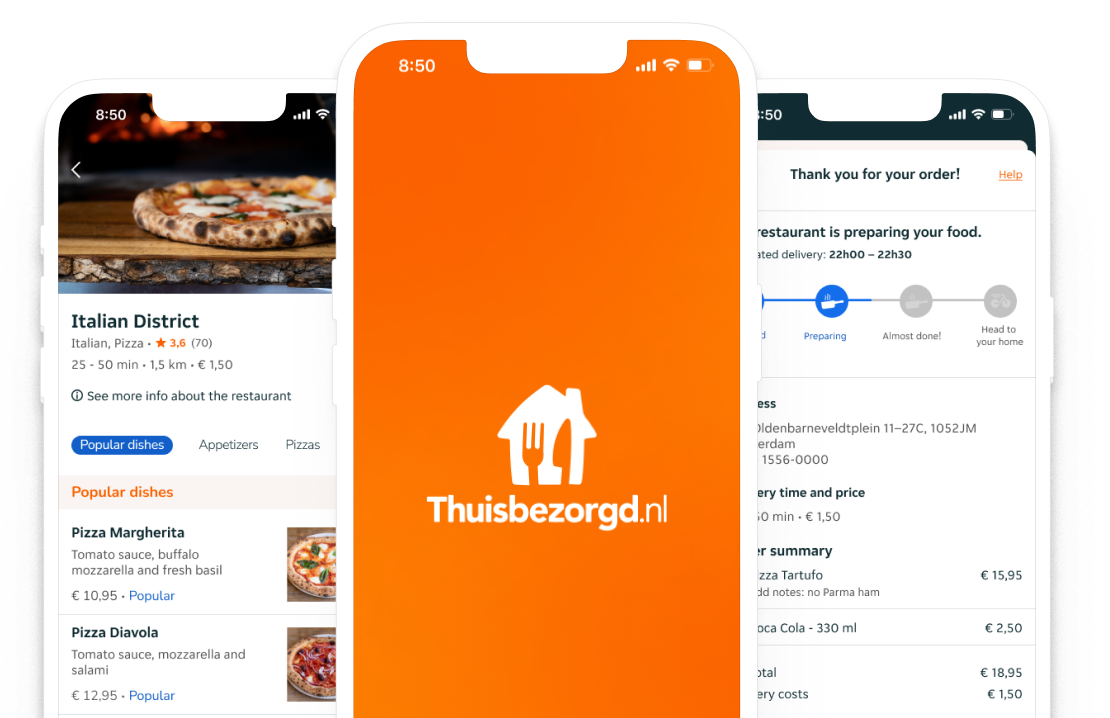 8:50
Italian District
Italian, Pizza • ★ 3,6 (70)
25 - 50 min • 1,5 km • € 1,50
See more info about the restaurant
Popular dishes Appetizers Pizzas
Popular dishes
Pizza Margherita
Tomato sauce, buffalo
mozzarella and fresh basil
€ 10,95 • Popular
Pizza Diavola
Tomato sauce, mozzarella and
salami
€ 12,95 • Popular
8:50
Thuisbezorgd.nl
:50
Thank you for your order! Help
restaurant is preparing your food.
ated delivery: 22h00 – 22h30
d Preparing Almost done! Head to
your home
ess
Oldenbarneveldtplein 11–27C, 1052JM
erdam
1556-0000
ery time and price
50 min • € 1,50
er summary
zza Tartufo € 15,95
dd notes: no Parma ham
oca Cola - 330 ml € 2,50
otal € 18,95
ery costs € 1,50